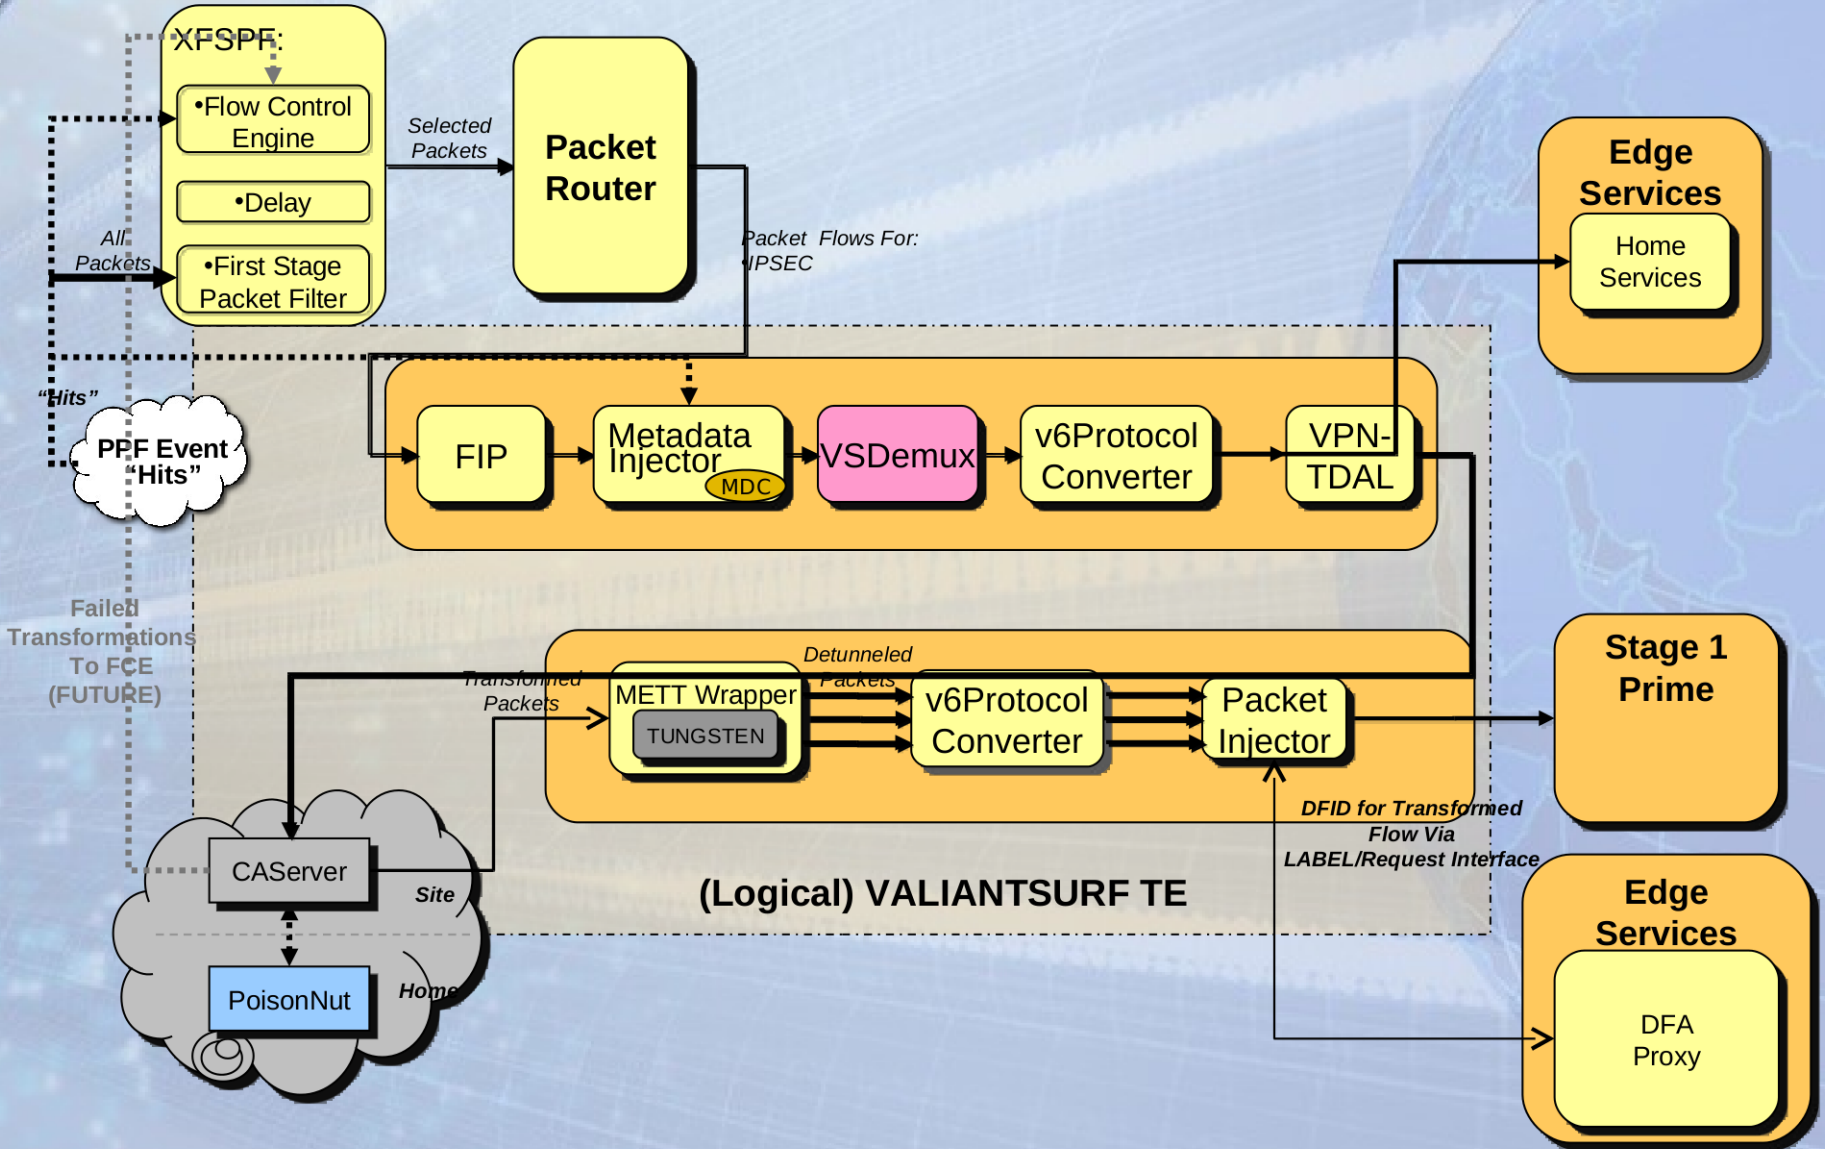 XFSPF:
•Flow Control
Engine
•Delay
•First Stage
Packet Filter
All
Packets
Selected
Packets
Packet
Router
Packet Flows For:
•IPSEC
Edge
Services
Home
Services
"Hits"
PPF Event
"Hits"
FIP
Metadata
Injector
MDC
VSDemux
v6Protocol
Converter
VPN-
TDAL
Failed
Transformations
To FCE
(FUTURE)
Transformed
Packets
METT Wrapper
TUNGSTEN
Detunneled
Packets
v6Protocol
Converter
Packet
Injector
Stage 1
Prime
DFID for Transformed
Flow Via
LABEL/Request Interface
CAServer
Site
(Logical) VALIANTSURF TE
PoisonNut
Home
Edge
Services
DFA
Proxy